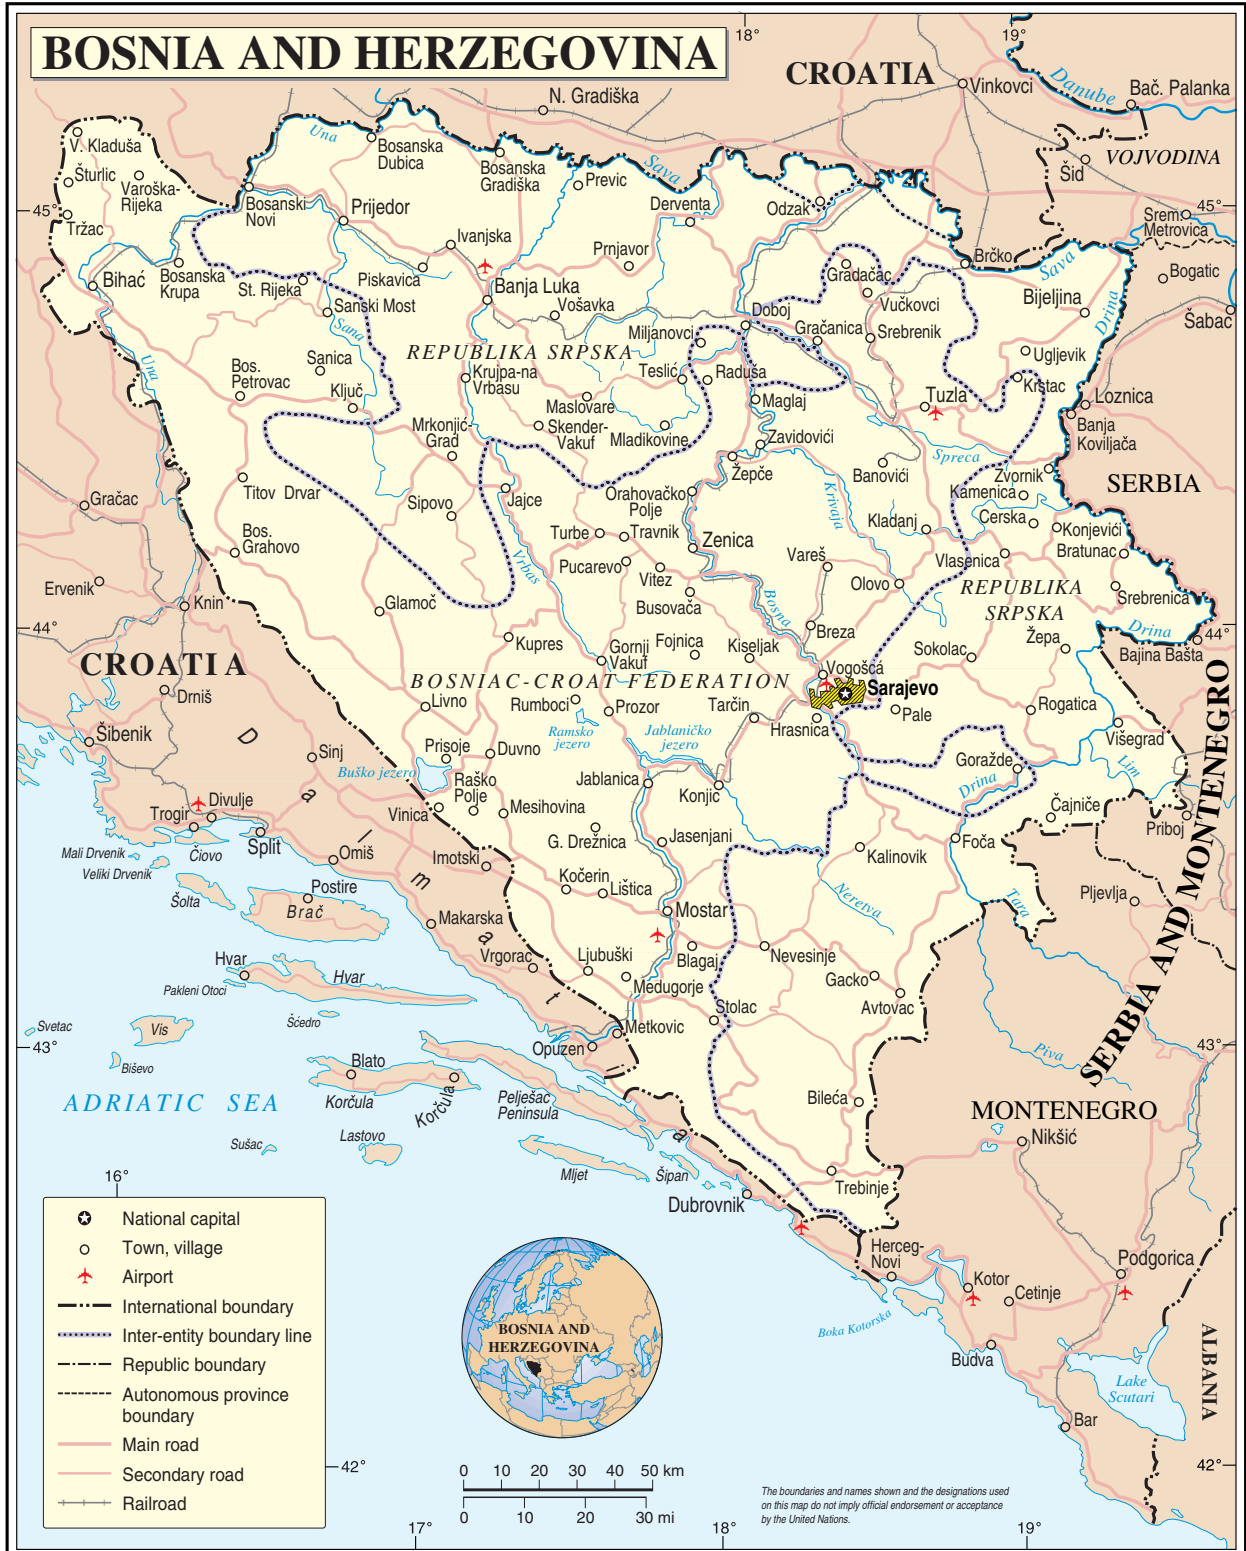 BOSNIA AND HERZEGOVINA
18°
19°
CROATIA
Vinkovci
Danube
Bač. Palanka
N. Gradiška
VOJVODINA
Šid
V. Kladuša
Una
Bosanska
Dubica
Bosanska
Gradiška
Sava
Šturlic
Varoška-
Rijeka
Previc
Derventa
Odzak
45°
Bosanski
Novi
Prijedor
Srem.
Metrovica
45°
Tržac
Ivanjska
Prnjavor
Brčko
Sava
Bogatic
Bihać
Bosanska
Krupa
St. Rijeka
Piskavica
Banja Luka
Gradačac
Vučkovci
Bijeljina
Drina
Šabac
Sanski Most
Sana
Vošavka
Doboj
Miljanovci
Gračanica
Srebrenik
Una
REPUBLIKA SRPSKA
Ugljevik
Sanica
Bos.
Petrovac
Ključ
Krujpa-na
Vrbasu
Teslić
Raduša
Krstac
Maslovare
Maglaj
Tuzla
Loznica
Mrkonjić-
Grad
Skender-
Vakuf
Mladikovine
Zavidovići
Banja
Koviljača
Žepče
Spreca
Banovići
Zvornik
Titov Drvar
SERBIA
Gračac
Sipovo
Jajce
Orahovačko
Polje
Krivaja
Kamenica
Kladanj
Cerska
Konjevići
Bos.
Grahovo
Turbe
Travnik
Zenica
Vareš
Vlasenica
Bratunac
Vrbas
Pucarevo
Vitez
Olovo
REPUBLIKA
SRPSKA
Ervenik
Busovača
Bosna
Srebrenica
Knin
Glamoč
44°
Kupres
Breza
Drina
44°
Gornji
Vakuf
Fojnica
Kiseljak
Sokolac
Žepa
Bajina Bašta
CROATIA
Vogošća
BOSNIAC-CROAT FEDERATION
Sarajevo
Drniš
Livno
Rumboci
Prozor
Tarčin
Pale
Rogatica
Hrasnica
Šibenik
Ramsko
jezero
Jablaničko
jezero
Višegrad
Sinj
Prisoje
Duvno
Goražde
Lim
Buško jezero
Raško
Polje
Jablanica
Konjic
Drina
Čajniče
Divulje
Trogir
Vinica
Mesihovina
Priboj
SERBIA AND MONTENEGRO
Split
G. Drežnica
Jasenjani
Foča
Mali Drvenik
Čiovo
Omiš
Imotski
Kalinovik
Veliki Drvenik
Dalmatia
Kočerin
Lištica
Pljevlja
Šolta
Postire
Brač
Neretva
Tara
Makarska
Mostar
Hvar
Vrgorac
Ljubuški
Blagaj
Nevesinje
Hvar
Gacko
Pakleni Otoci
Medugorje
Avtovac
Šćedro
Stolac
Svetac
Vis
Metkovic
43°
Opuzen
43°
Biševo
Blato
Piva
ADRIATIC SEA
Korčula
Korčula
Pelješac
Peninsula
Bileća
MONTENEGRO
Nikšić
Sušac
Lastovo
Mljet
Šipan
16°
Trebinje
Dubrovnik
Herceg-
Novi
Podgorica
Kotor
Cetinje
Boka Kotorska
Budva
ALBANIA
Lake
Scutari
Bar
National capital
Town, village
Airport
International boundary
Inter-entity boundary line
Republic boundary
Autonomous province
boundary
Main road
Secondary road
Railroad
BOSNIA AND
HERZEGOVINA
42°
42°
0 10 20 30 40 50 km
0 10 20 30 mi
The boundaries and names shown and the designations used
on this map do not imply official endorsement or acceptance
by the United Nations.
17°
18°
19°